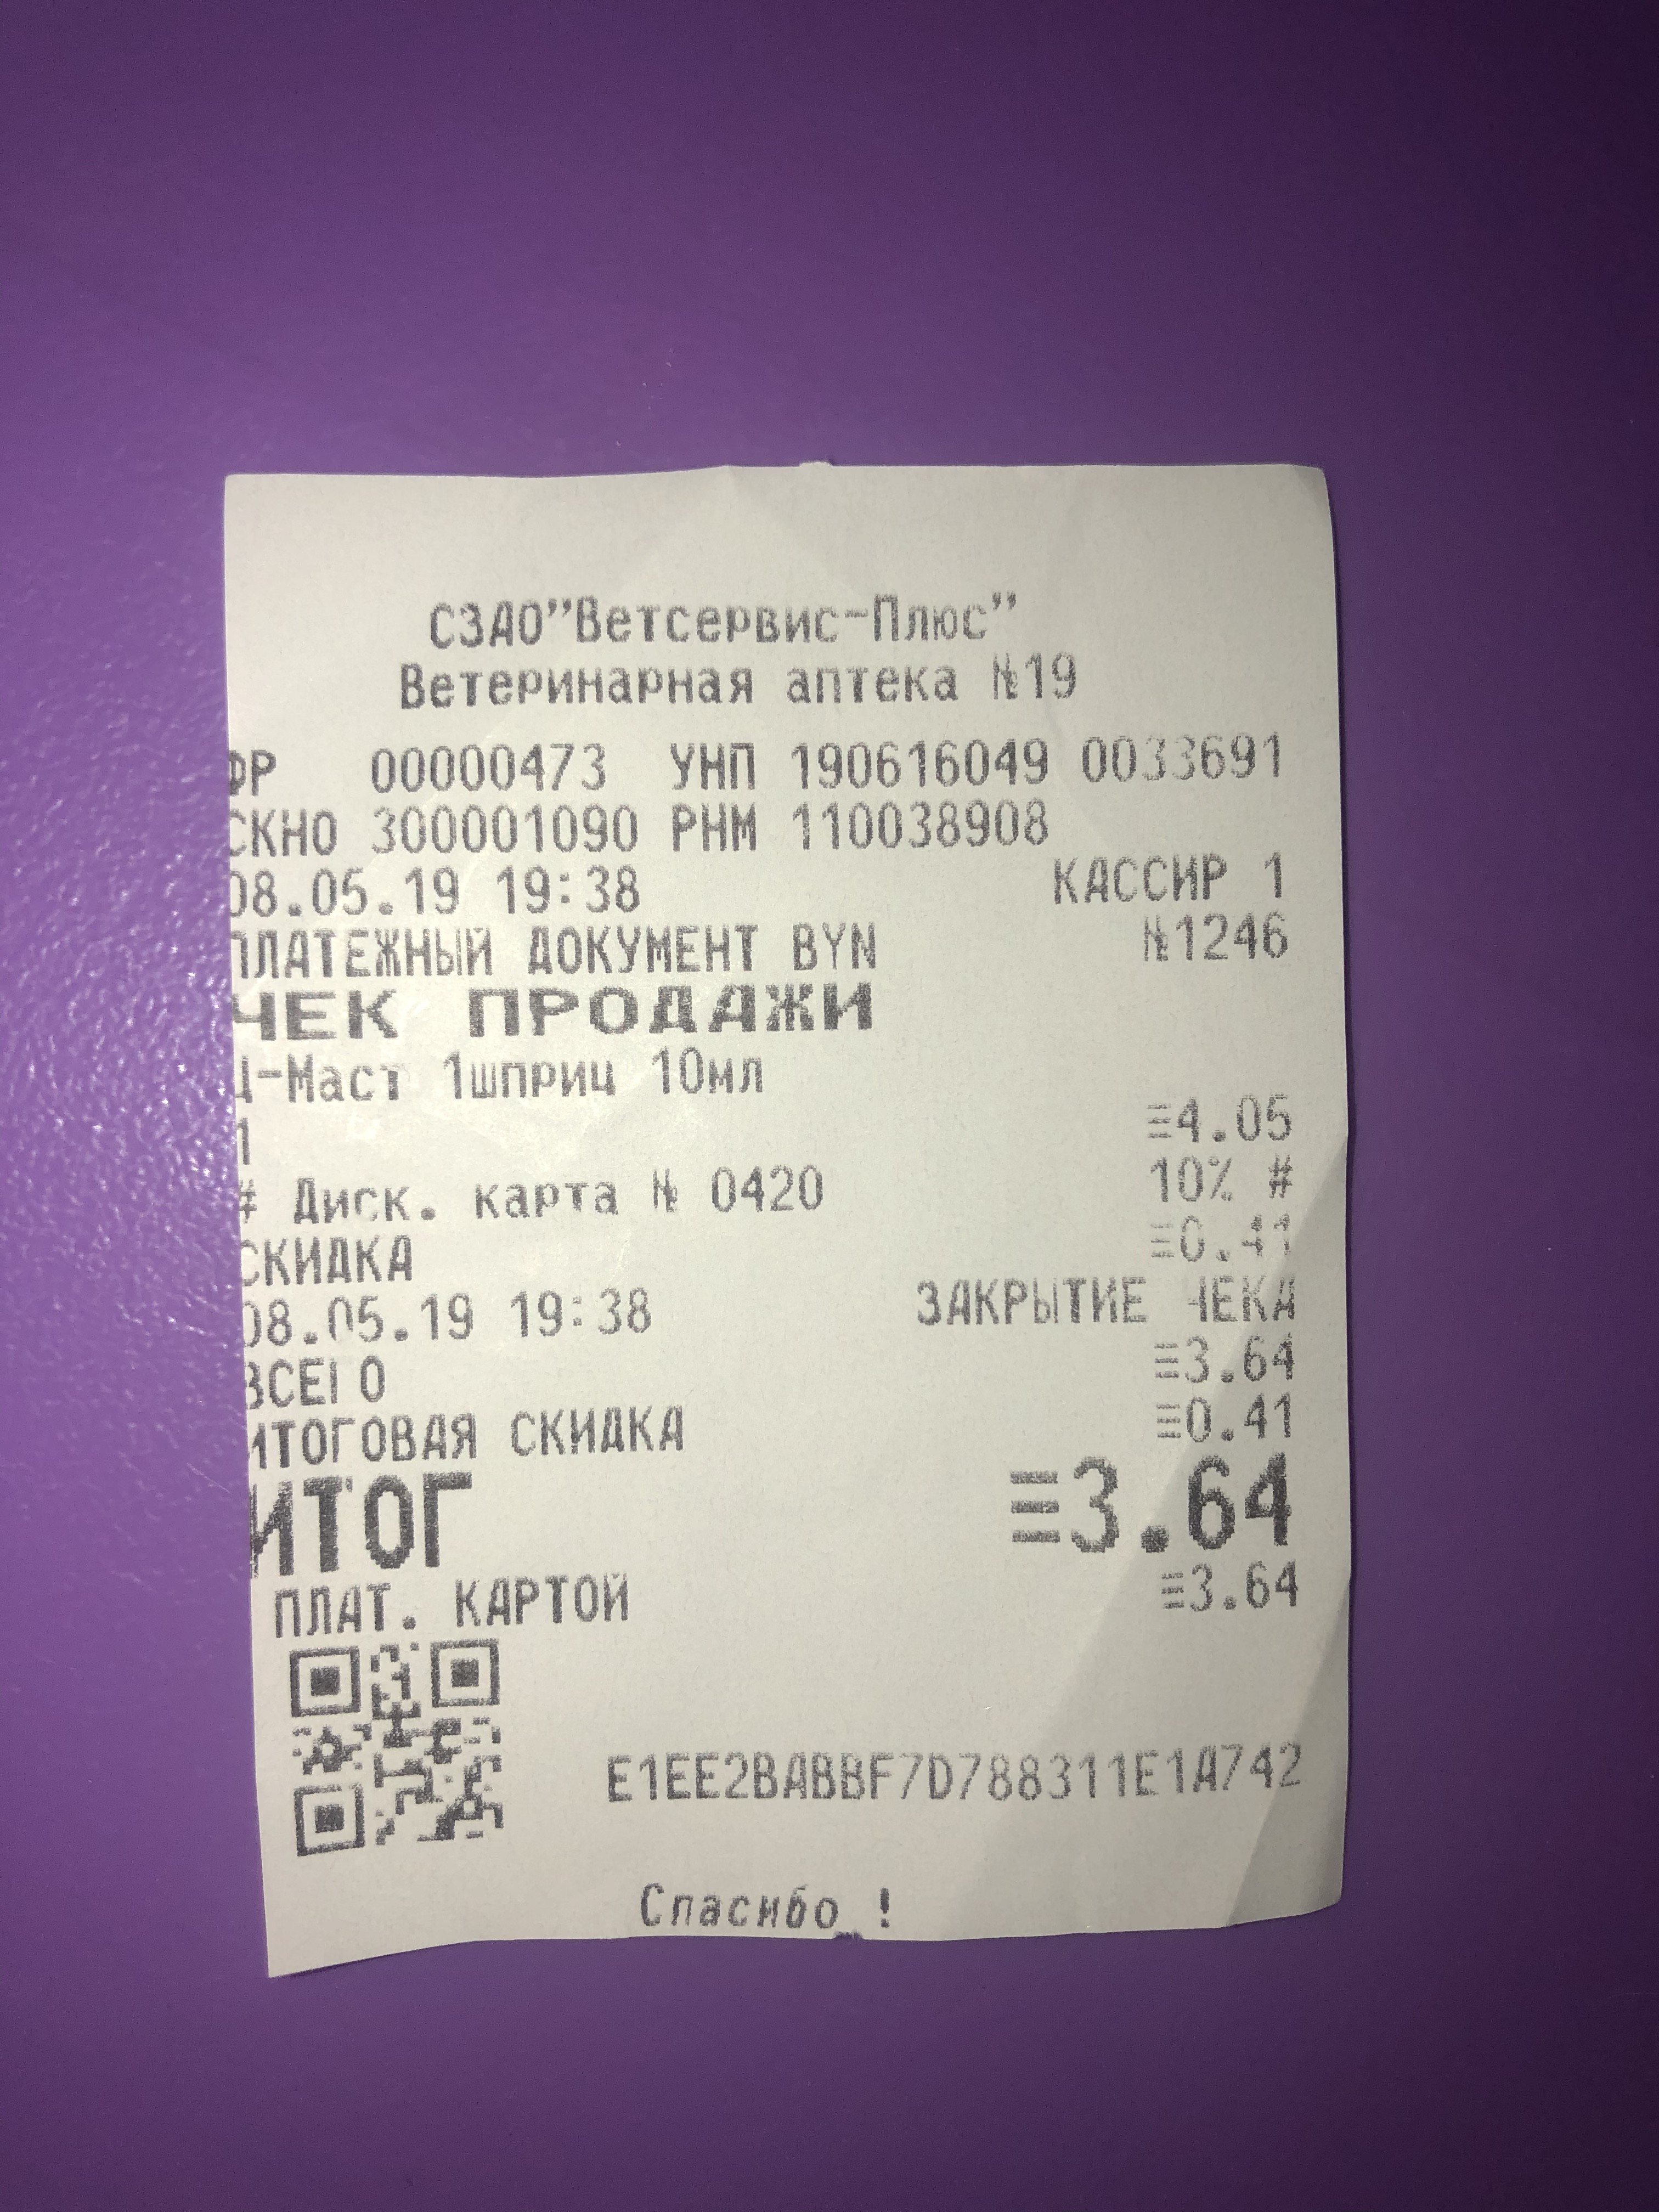 СЗАО"Ветсервис-Плюс"
Ветеринарная аптека №19
ФР 00000473 УНП 190616049 0033691
СКНО 300001090 РНМ 110038908
08.05.19 19:38 КАССИР 1
ПЛАТЕЖНЫЙ ДОКУМЕНТ BYN №1246
ЧЕК ПРОДАЖИ
1шприц 10мл
1 ≡4.05
# Диск. карта № 0420 10% #
СКИДКА ≡0.41
08.05.19 19:38 ЗАКРЫТИЕ ЧЕКА
ВСЕГО ≡3.64
ИТОГОВАЯ СКИДКА ≡0.41
ИТОГ ≡3.64
ПЛАТ. КАРТОЙ ≡3.64
E1EE2BABBF7D788311E1A742
Спасибо !